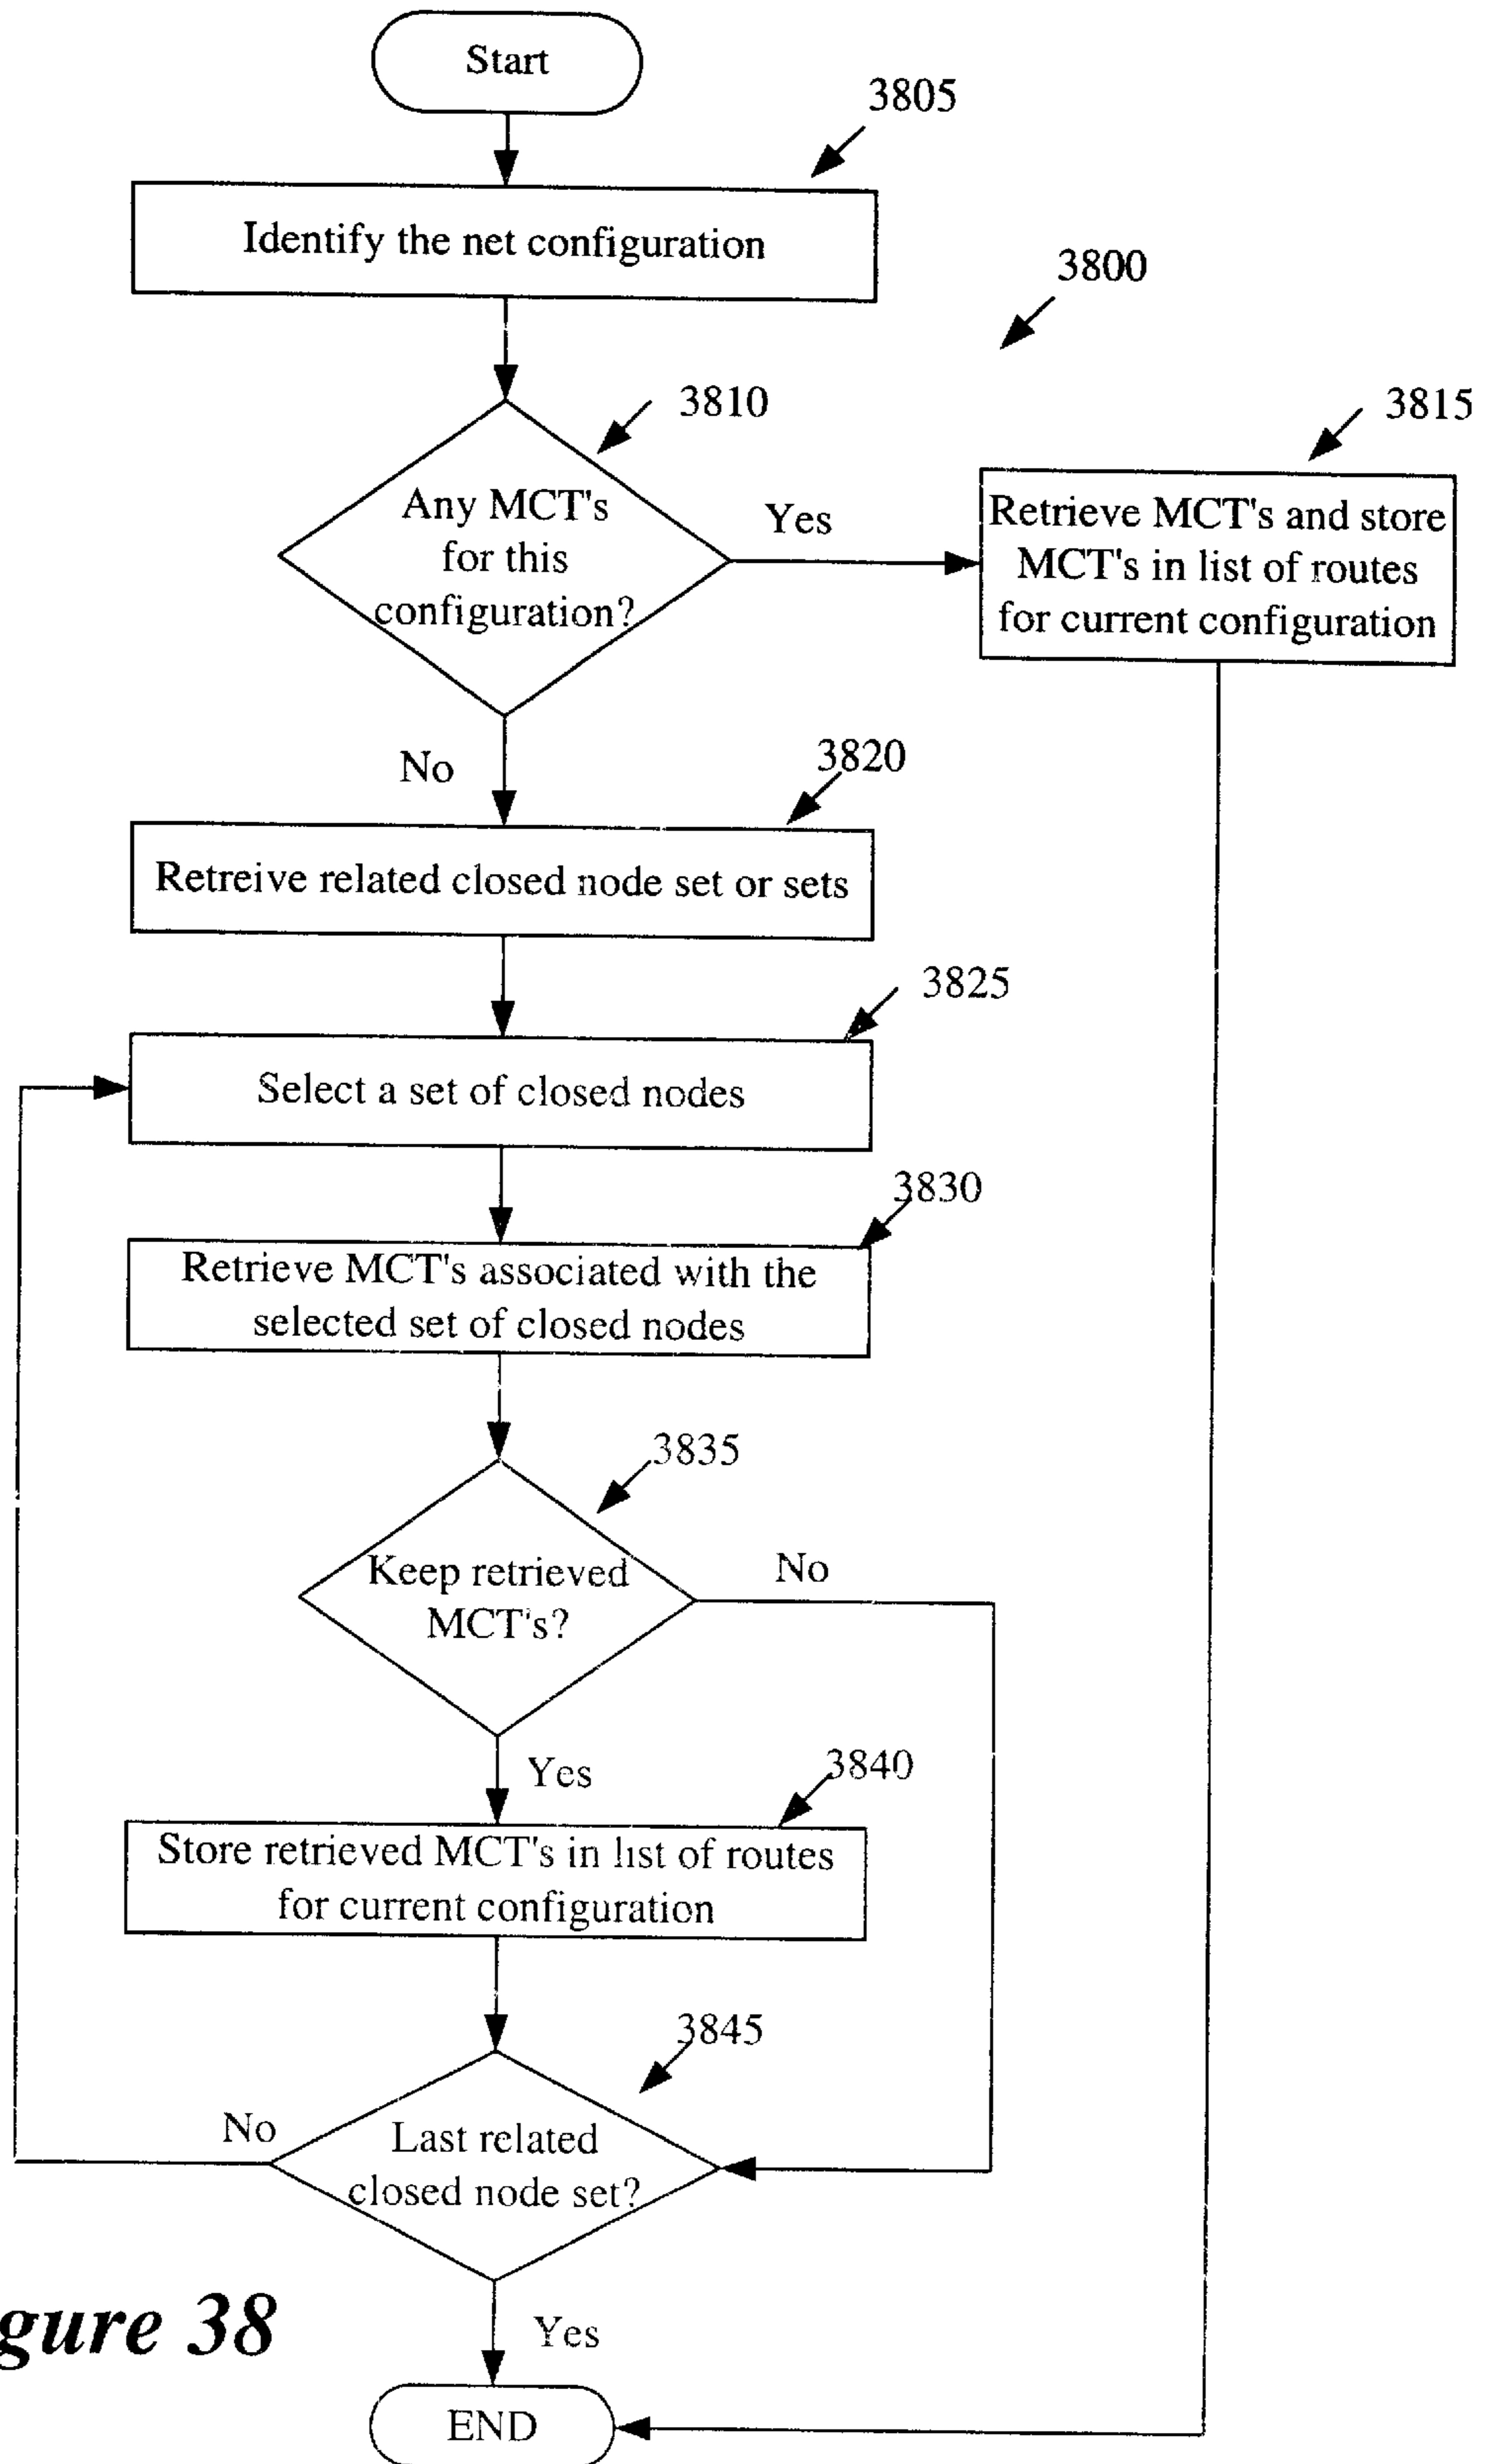 Start
3805
Identify the net configuration
3800
3810
3815
Any MCT's
for this
configuration?
Yes
Retrieve MCT's and store
MCT's in list of routes
for current configuration
No
3820
Retreive related closed node set or sets
3825
Select a set of closed nodes
3830
Retrieve MCT's associated with the
selected set of closed nodes
3835
Keep retrieved
MCT's?
No
Yes
3840
Store retrieved MCT's in list of routes
for current configuration
3845
No
Last related
closed node set?
gure 38
Yes
END